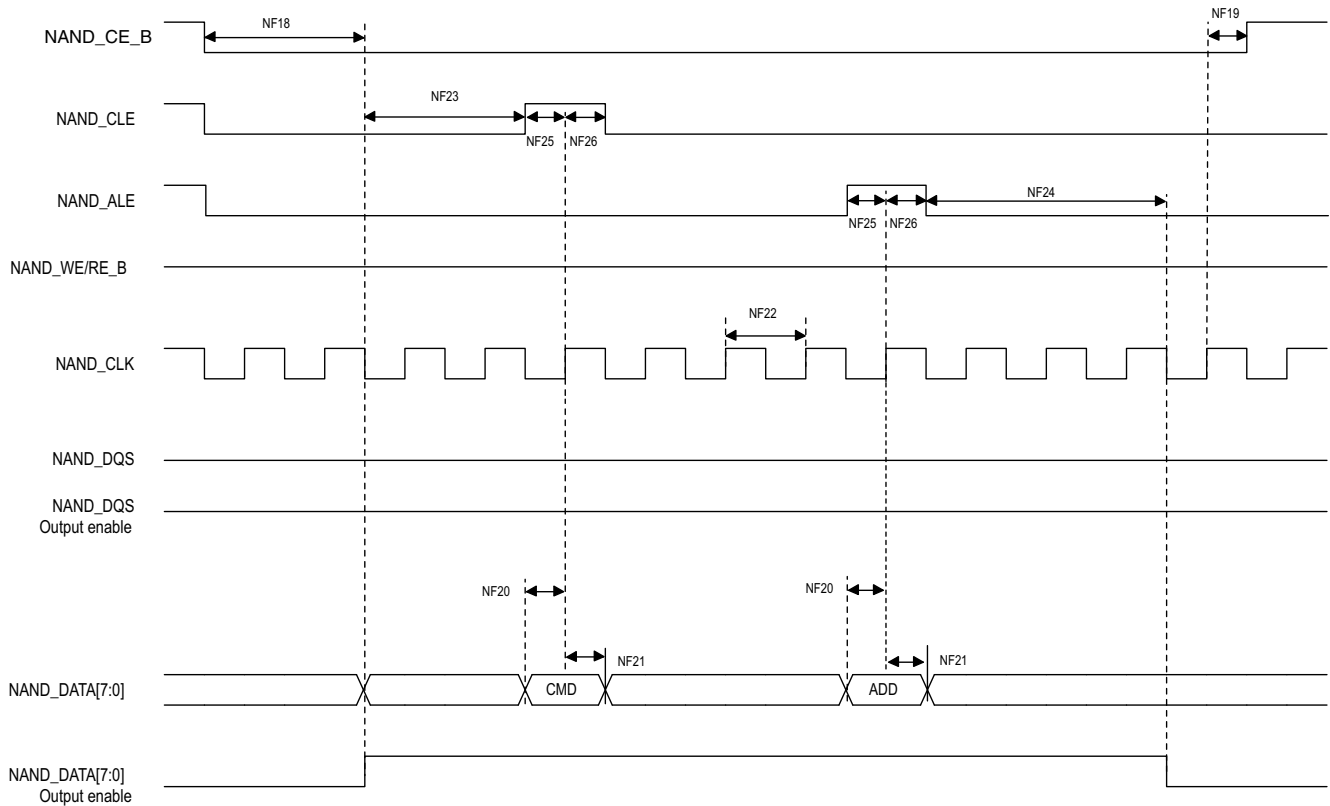 NF18
NF19
NAND_CE_B
NF23
NAND_CLE
NF25
NF26
NF24
NAND_ALE
NF25
NF26
NAND_WE/RE_B
NF22
NAND_CLK
NAND_DQS
NAND_DQS
Output enable
NF20
NF20
NF21
NF21
NAND_DATA[7:0]
CMD
ADD
NAND_DATA[7:0]
Output enable